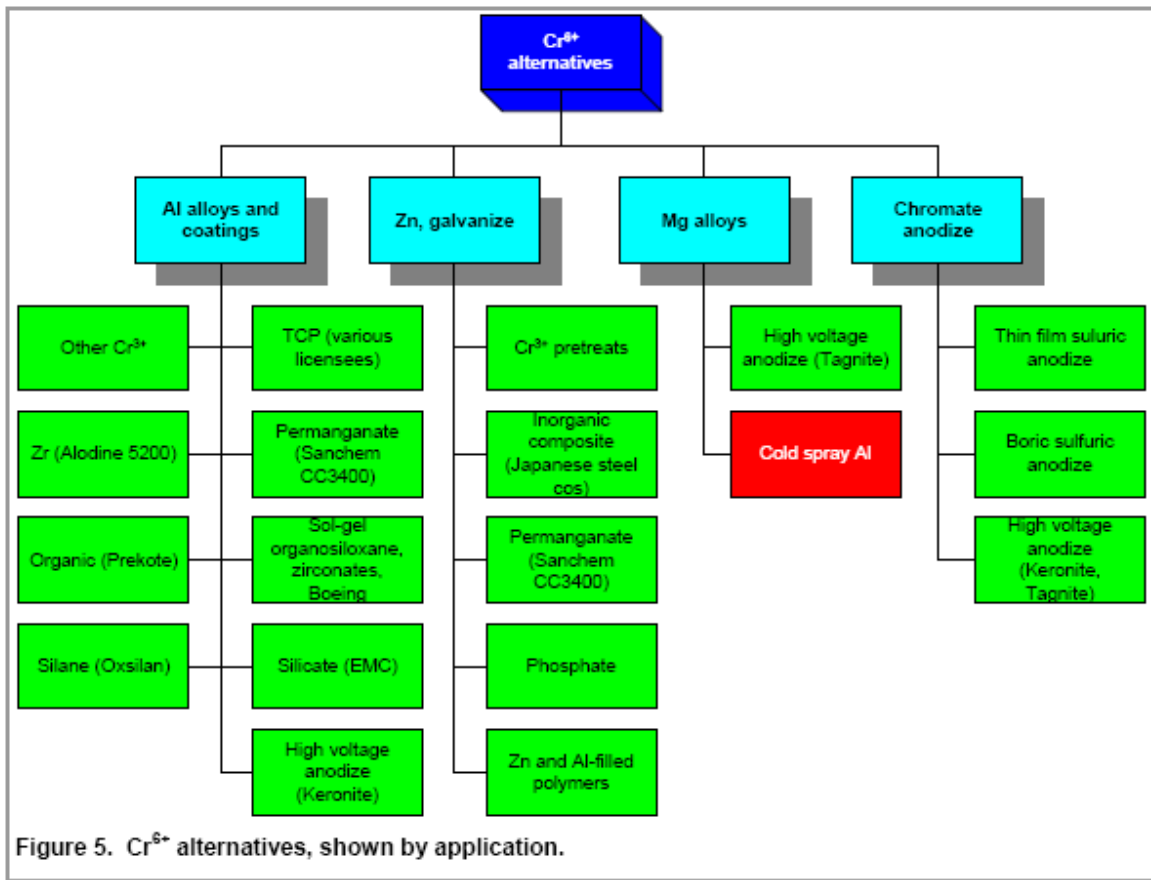 Cr⁶⁺
alternatives
Al alloys and
coatings
Zn, galvanize
Mg alloys
Chromate
anodize
Other Cr³⁺
TCP (various
licensees)
Cr³⁺ pretreats
High voltage
anodize (Tagnite)
Thin film suluric
anodize
Zr (Alodine 5200)
Permanganate
(Sanchem
CC3400)
Inorganic
composite
(Japanese steel
cos)
Cold spray Al
Boric sulfuric
anodize
Organic (Prekote)
Sol-gel
organosiloxane,
zirconates,
Boeing
Permanganate
(Sanchem
CC3400)
High voltage
anodize
(Keronite,
Tagnite)
Silane (Oxsilan)
Silicate (EMC)
Phosphate
High voltage
anodize
(Keronite)
Zn and Al-filled
polymers
Figure 5. Cr⁶⁺ alternatives, shown by application.